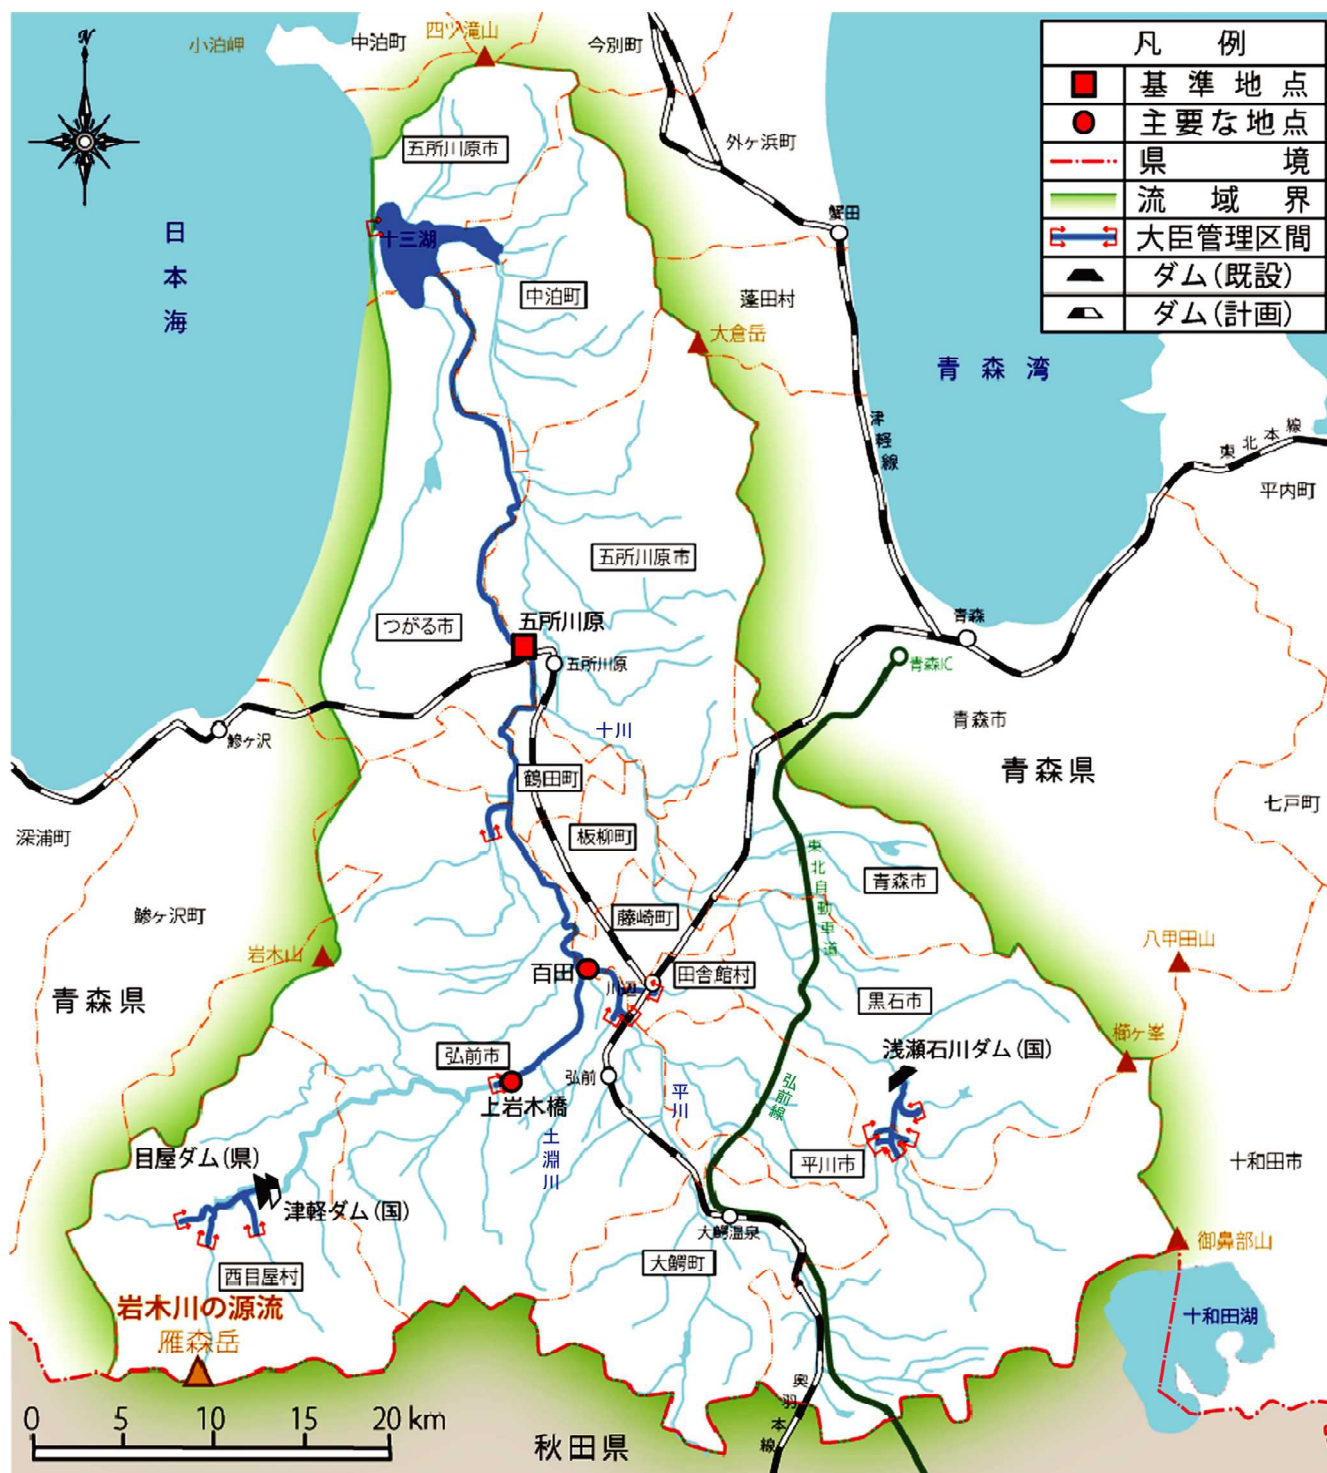 N
小泊岬
中泊町
四ツ滝山
今別町
凡例
基準地点
主要な地点
県境
流域界
大臣管理区間
ダム(既設)
ダム(計画)
外ヶ浜町
五所川原市
蟹田
日本海
十三湖
中泊町
蓬田村
大倉岳
青森湾
津軽線
東北本線
平内町
五所川原市
つがる市
五所川原
五所川原
青森
青森IC
鰺ヶ沢
十川
青森市
青森県
鶴田町
七戸町
深浦町
板柳町
東北自動車道
青森市
鰺ヶ沢町
藤崎町
岩木山
八甲田山
百田
川辺
田舎館村
青森県
黒石市
弘前市
浅瀬石川ダム(国)
櫛ヶ峯
弘前
上岩木橋
平川
弘前線
土淵川
目屋ダム(県)
平川市
十和田市
津軽ダム(国)
大鰐温泉
御鼻部山
西目屋村
大鰐町
岩木川の源流
雁森岳
十和田湖
奥羽本線
0 5 10 15 20 km
秋田県